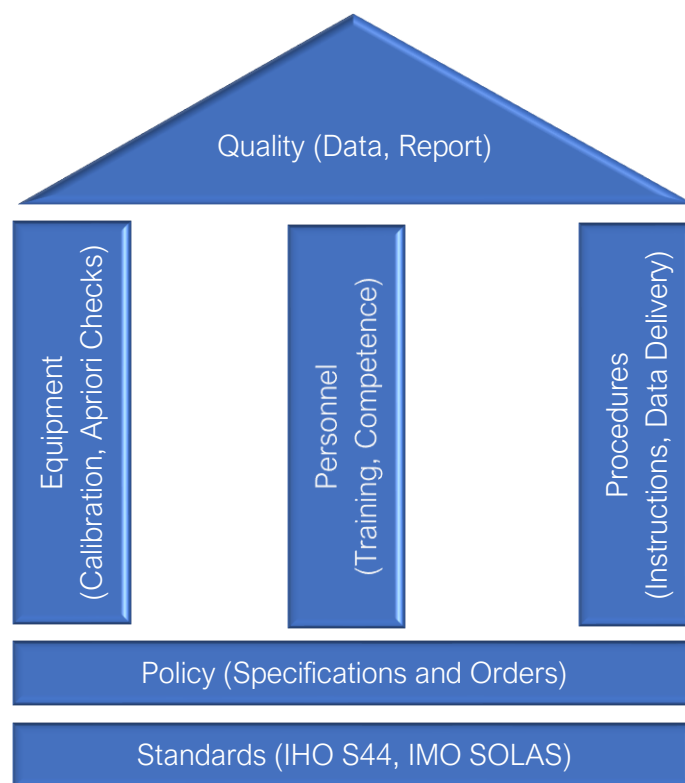 Quality (Data, Report)
Equipment
(Calibration, Apriori Checks)
Personnel
(Training, Competence)
Procedures
(Instructions, Data Delivery)
Policy (Specifications and Orders)
Standards (IHO S44, IMO SOLAS)